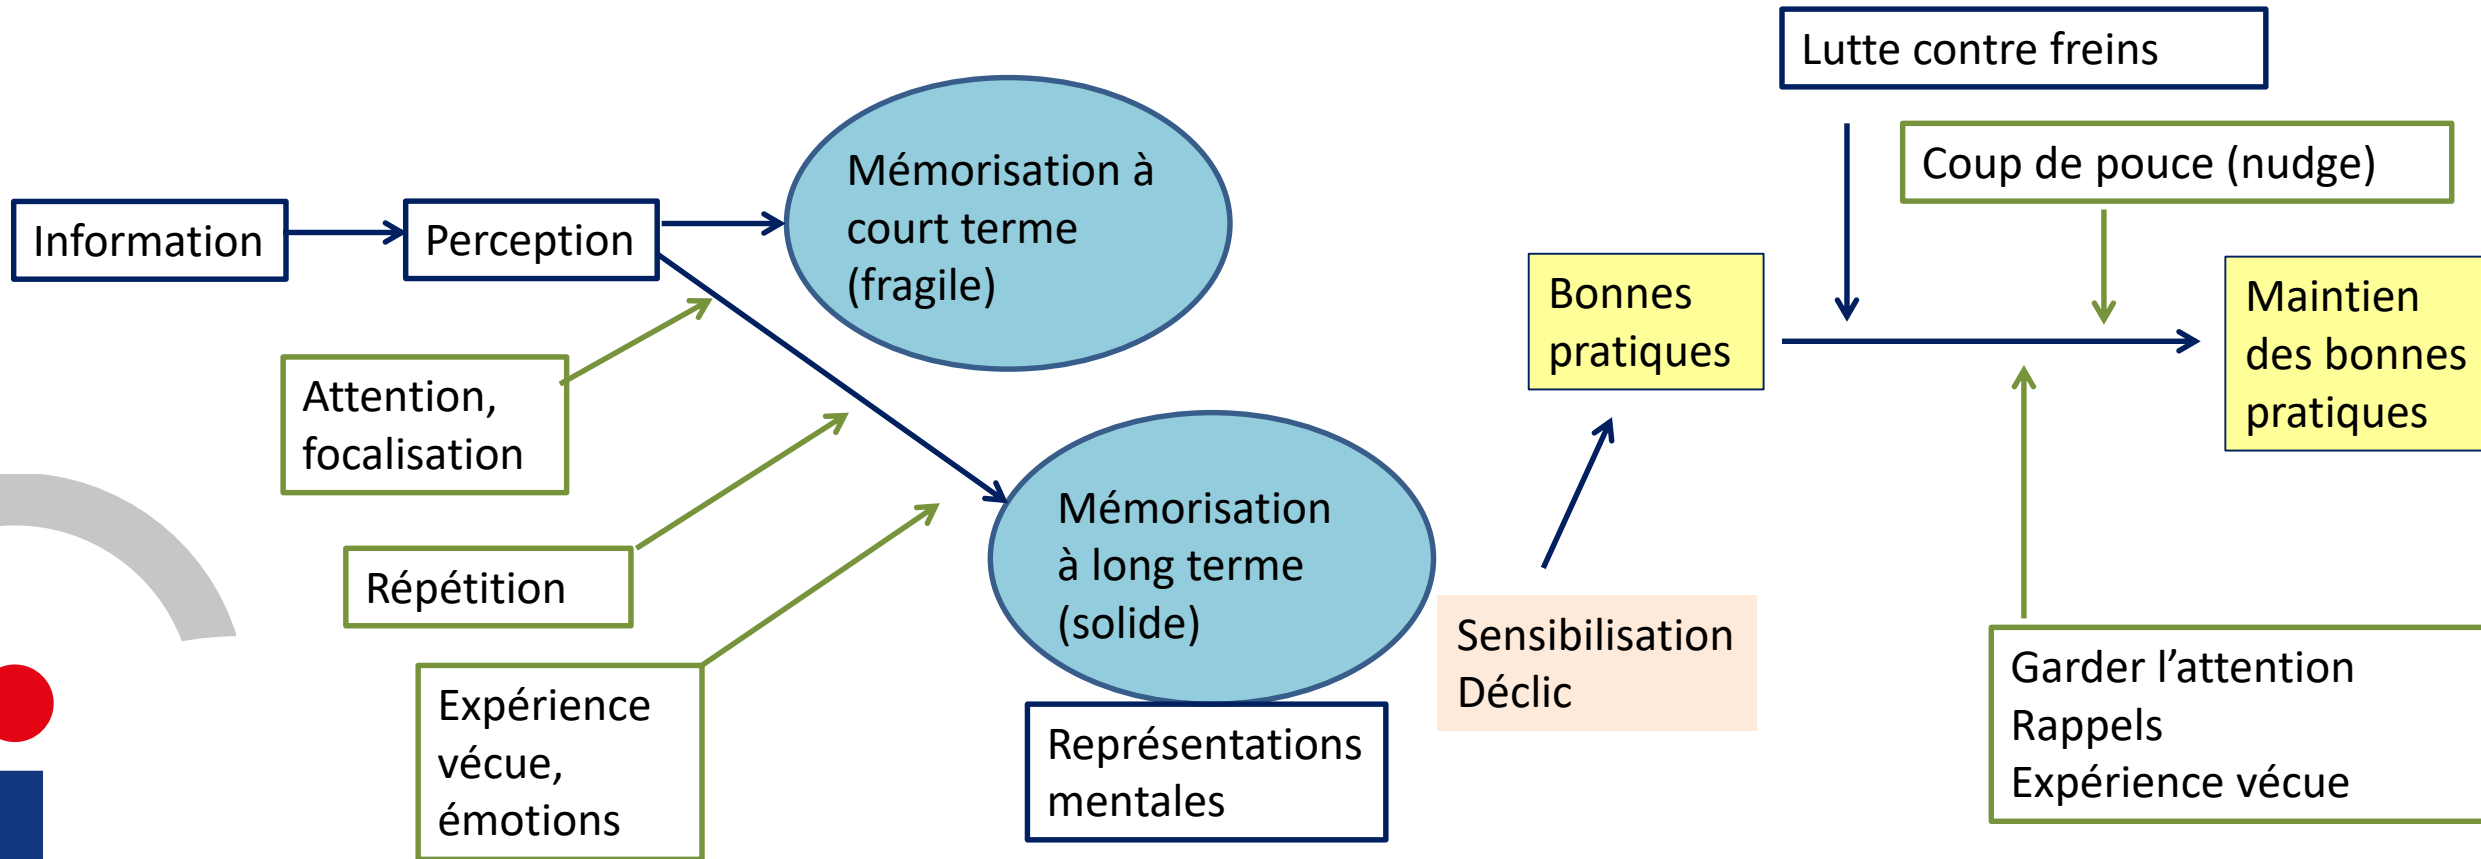 Information
Perception
Mémorisation à
court terme
(fragile)
Attention,
focalisation
Répétition
Expérience
vécue,
émotions
Mémorisation
à long terme
(solide)
Représentations
mentales
Sensibilisation
Déclic
Bonnes
pratiques
Lutte contre freins
Coup de pouce (nudge)
Maintien
des bonnes
pratiques
Garder l’attention
Rappels
Expérience vécue